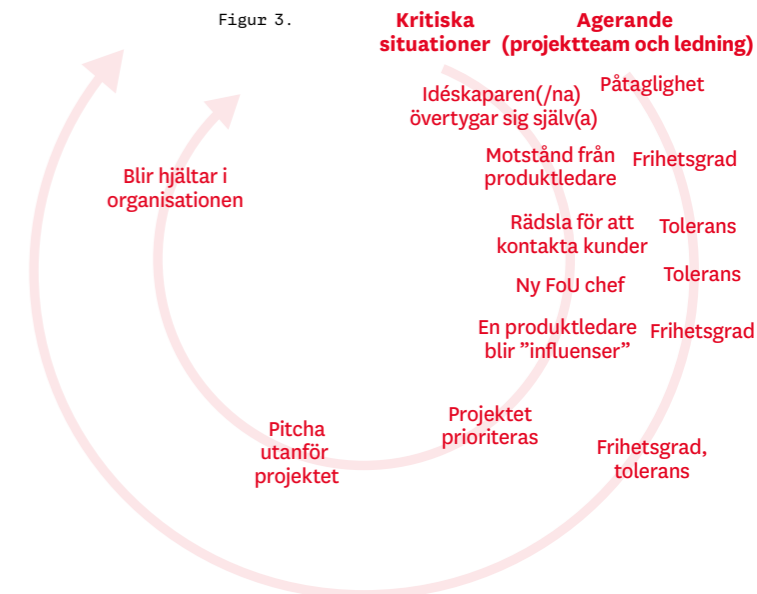 Figur 3.
Kritiska
situationer
Agerande
(projektteam och ledning)
Idéskaparen(/na)
övertygar sig själv(a)
Påtaglighet
Motstånd från
produktledare
Frihetsgrad
Rädsla för att
kontakta kunder
Tolerans
Ny FoU chef
Tolerans
En produktledare
blir ”influenser”
Frihetsgrad
Projektet
prioriteras
Frihetsgrad,
tolerans
Pitcha
utanför
projektet
Blir hjältar i
organisationen